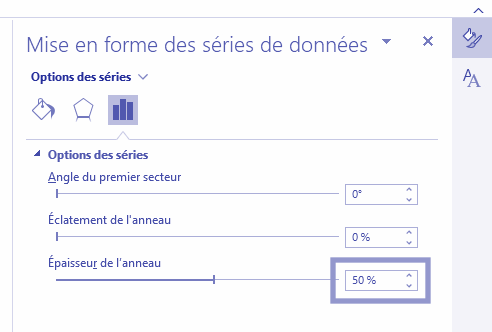 Mise en forme des séries de données
Options des séries
Options des séries
Angle du premier secteur
0°
Éclatement de l'anneau
0 %
Épaisseur de l'anneau
50 %